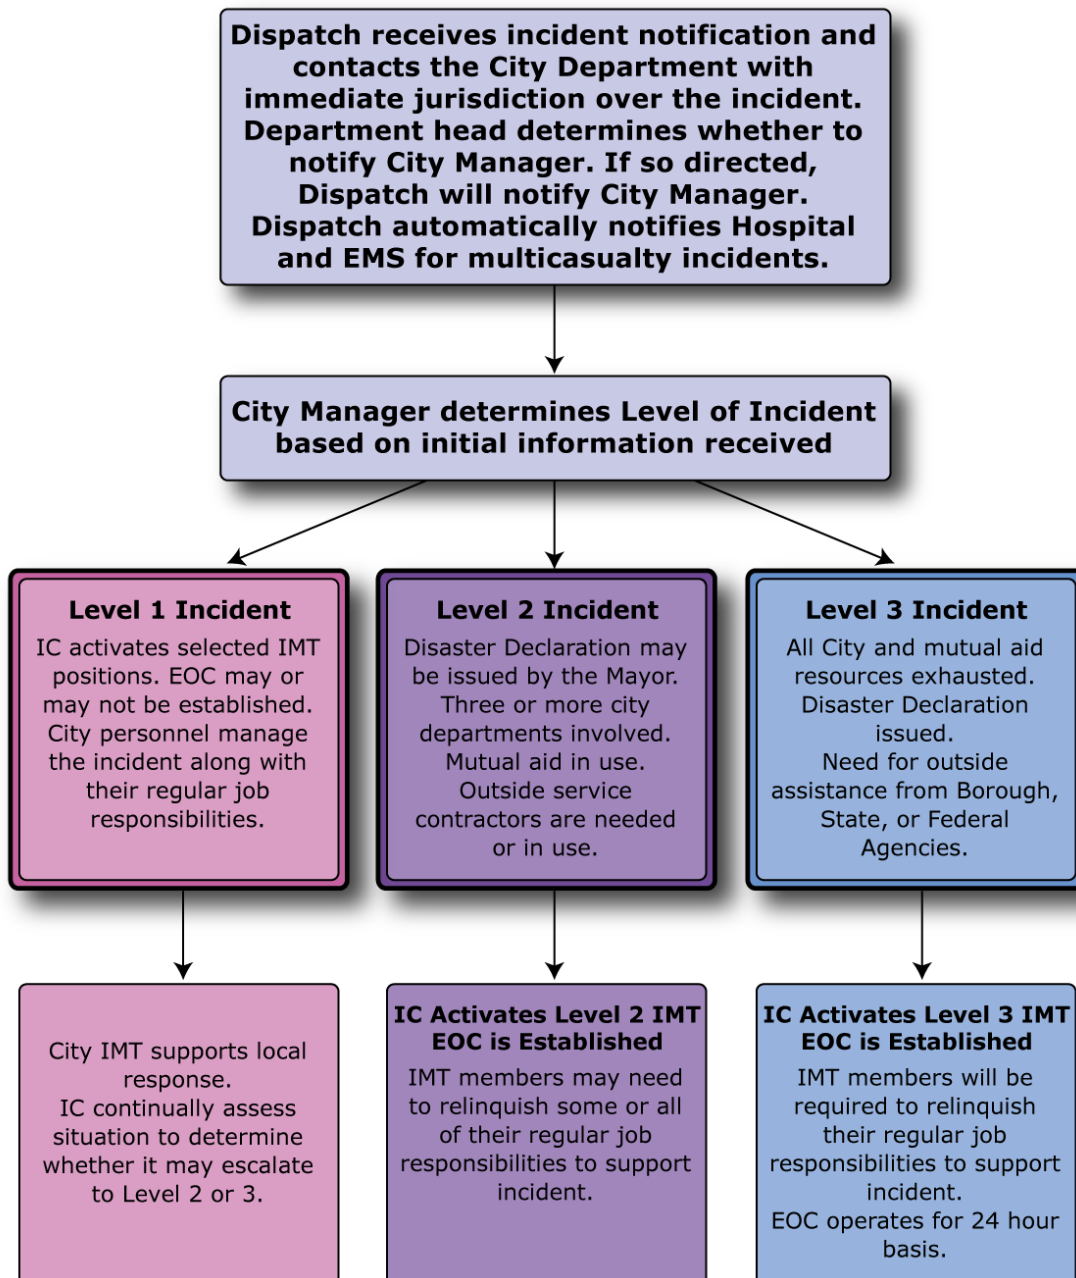 Dispatch receives incident notification and
contacts the City Department with
immediate jurisdiction over the incident.
Department head determines whether to
notify City Manager. If so directed,
Dispatch will notify City Manager.
Dispatch automatically notifies Hospital
and EMS for multicasualty incidents.
City Manager determines Level of Incident
based on initial information received
Level 1 Incident
IC activates selected IMT
positions. EOC may or
may not be established.
City personnel manage
the incident along with
their regular job
responsibilities.
Level 2 Incident
Disaster Declaration may
be issued by the Mayor.
Three or more city
departments involved.
Mutual aid in use.
Outside service
contractors are needed
or in use.
Level 3 Incident
All City and mutual aid
resources exhausted.
Disaster Declaration
issued.
Need for outside
assistance from Borough,
State, or Federal
Agencies.
City IMT supports local
response.
IC continually assess
situation to determine
whether it may escalate
to Level 2 or 3.
IC Activates Level 2 IMT
EOC is Established
IMT members may need
to relinquish some or all
of their regular job
responsibilities to support
incident.
IC Activates Level 3 IMT
EOC is Established
IMT members will be
required to relinquish
their regular job
responsibilities to support
incident.
EOC operates for 24 hour
basis.